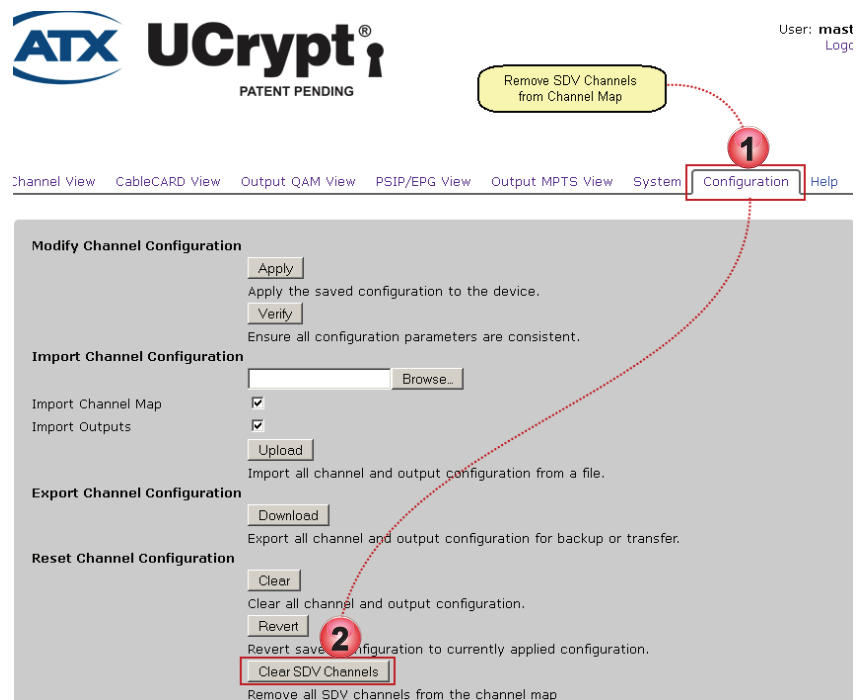 ATX UCrypt®
PATENT PENDING
User: mast
Logo
Remove SDV Channels
from Channel Map
1
Channel View CableCARD View Output QAM View PSIP/EPG View Output MPTS View System Configuration Help
Modify Channel Configuration
Apply
Apply the saved configuration to the device.
Verify
Ensure all configuration parameters are consistent.
Import Channel Configuration
Browse...
Import Channel Map
Import Outputs
Upload
Import all channel and output configuration from a file.
Export Channel Configuration
Download
Export all channel and output configuration for backup or transfer.
Reset Channel Configuration
Clear
Clear all channel and output configuration.
Revert
2
Revert saved configuration to currently applied configuration.
Clear SDV Channels
Remove all SDV channels from the channel map